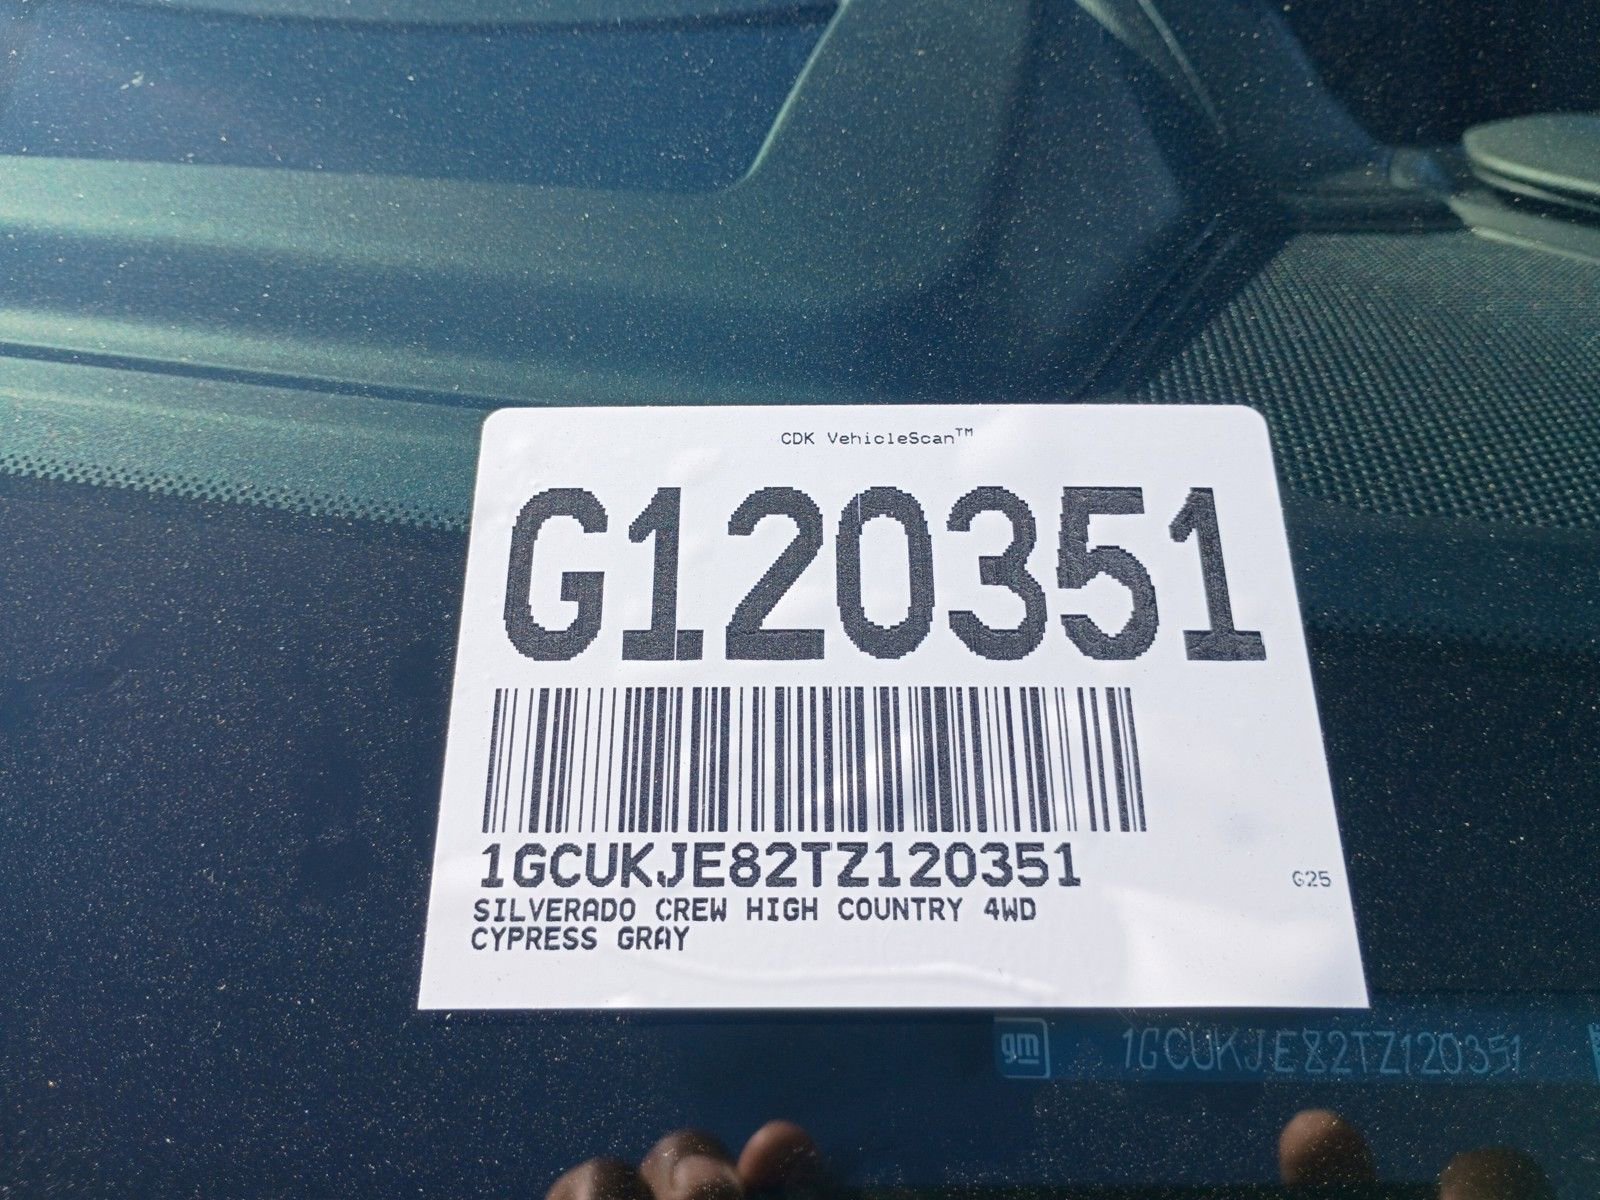 CDK VehicleScan™
G120351
1GCUKJE82TZ120351
G25
SILVERADO CREW HIGH COUNTRY 4WD
CYPRESS GRAY
gm 1GCUKJE82TZ120351